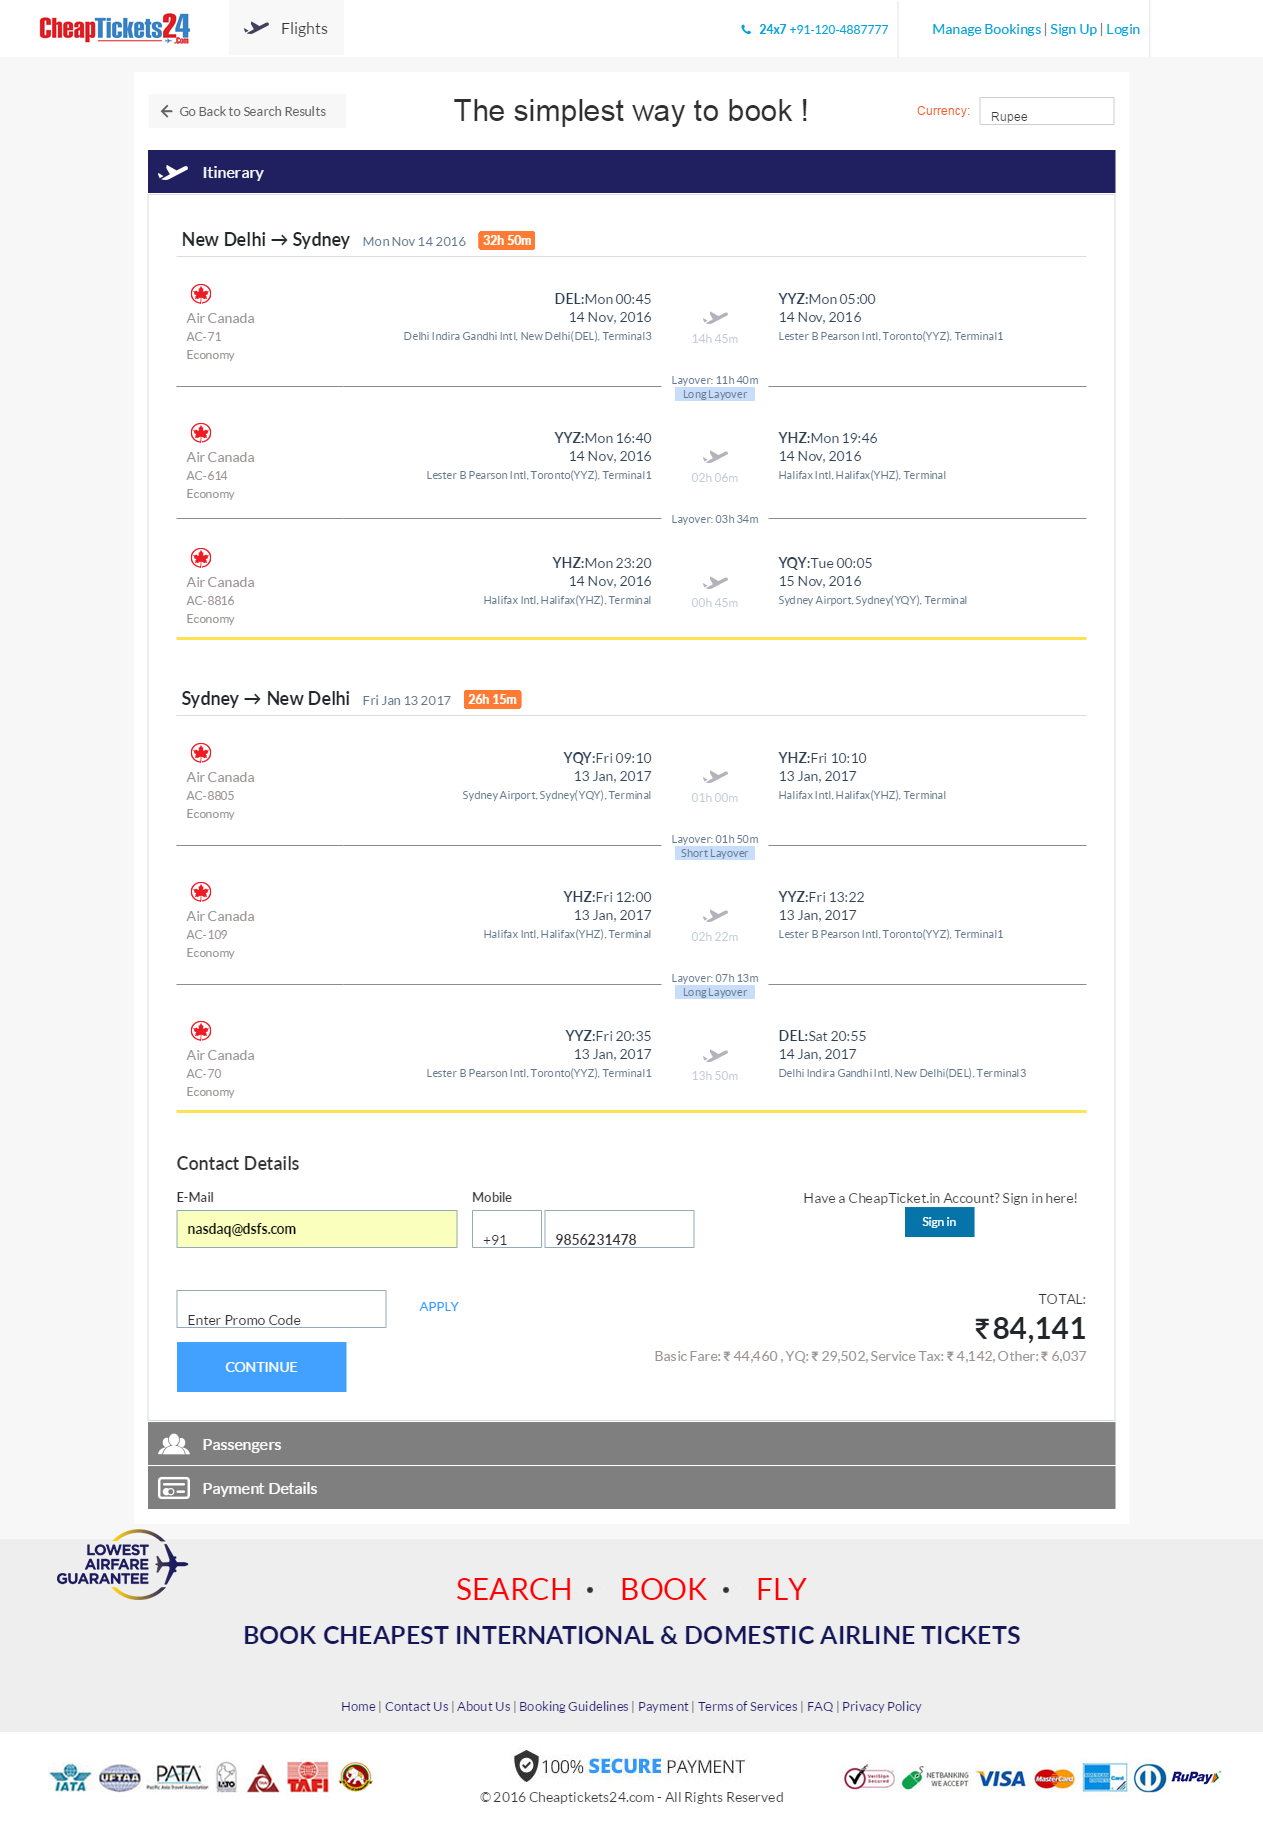 CheapTickets24.Com
Flights
24x7 +91-120-4887777
Manage Bookings | Sign Up | Login
Go Back to Search Results
The simplest way to book !
Currency:
Rupee
Itinerary
New Delhi → Sydney Mon Nov 14 2016 32h 50m
Air Canada
AC-71
Economy
DEL:Mon 00:45
14 Nov, 2016
Delhi Indira Gandhi Intl, New Delhi(DEL), Terminal3
14h 45m
YYZ:Mon 05:00
14 Nov, 2016
Lester B Pearson Intl, Toronto(YYZ), Terminal1
Layover: 11h 40m
Long Layover
Air Canada
AC-614
Economy
YYZ:Mon 16:40
14 Nov, 2016
Lester B Pearson Intl, Toronto(YYZ), Terminal1
02h 06m
YHZ:Mon 19:46
14 Nov, 2016
Halifax Intl, Halifax(YHZ), Terminal
Layover: 03h 34m
Air Canada
AC-8816
Economy
YHZ:Mon 23:20
14 Nov, 2016
Halifax Intl, Halifax(YHZ), Terminal
00h 45m
YQY:Tue 00:05
15 Nov, 2016
Sydney Airport, Sydney(YQY), Terminal
Sydney → New Delhi Fri Jan 13 2017 26h 15m
Air Canada
AC-8805
Economy
YQY:Fri 09:10
13 Jan, 2017
Sydney Airport, Sydney(YQY), Terminal
01h 00m
YHZ:Fri 10:10
13 Jan, 2017
Halifax Intl, Halifax(YHZ), Terminal
Layover: 01h 50m
Short Layover
Air Canada
AC-109
Economy
YHZ:Fri 12:00
13 Jan, 2017
Halifax Intl, Halifax(YHZ), Terminal
02h 22m
YYZ:Fri 13:22
13 Jan, 2017
Lester B Pearson Intl, Toronto(YYZ), Terminal1
Layover: 07h 13m
Long Layover
Air Canada
AC-70
Economy
YYZ:Fri 20:35
13 Jan, 2017
Lester B Pearson Intl, Toronto(YYZ), Terminal1
13h 50m
DEL:Sat 20:55
14 Jan, 2017
Delhi Indira Gandhi Intl, New Delhi(DEL), Terminal3
Contact Details
E-Mail
nasdaq@dsfs.com
Mobile
+91
9856231478
Have a CheapTicket.in Account? Sign in here!
Sign in
Enter Promo Code
APPLY
TOTAL:
₹84,141
Basic Fare: ₹ 44,460 , YQ: ₹ 29,502, Service Tax: ₹ 4,142, Other: ₹ 6,037
CONTINUE
Passengers
Payment Details
LOWEST
AIRFARE
GUARANTEE
SEARCH • BOOK • FLY
BOOK CHEAPEST INTERNATIONAL & DOMESTIC AIRLINE TICKETS
Home | Contact Us | About Us | Booking Guidelines | Payment | Terms of Services | FAQ | Privacy Policy
IATA
UFTAA
PATA
Pacific Asia Travel Association
TAFI
100% SECURE PAYMENT
© 2016 Cheaptickets24.com - All Rights Reserved
VeriSign
Secured
NETBANKING
WE ACCEPT
VISA
MasterCard
AMERICAN EXPRESS
RuPay